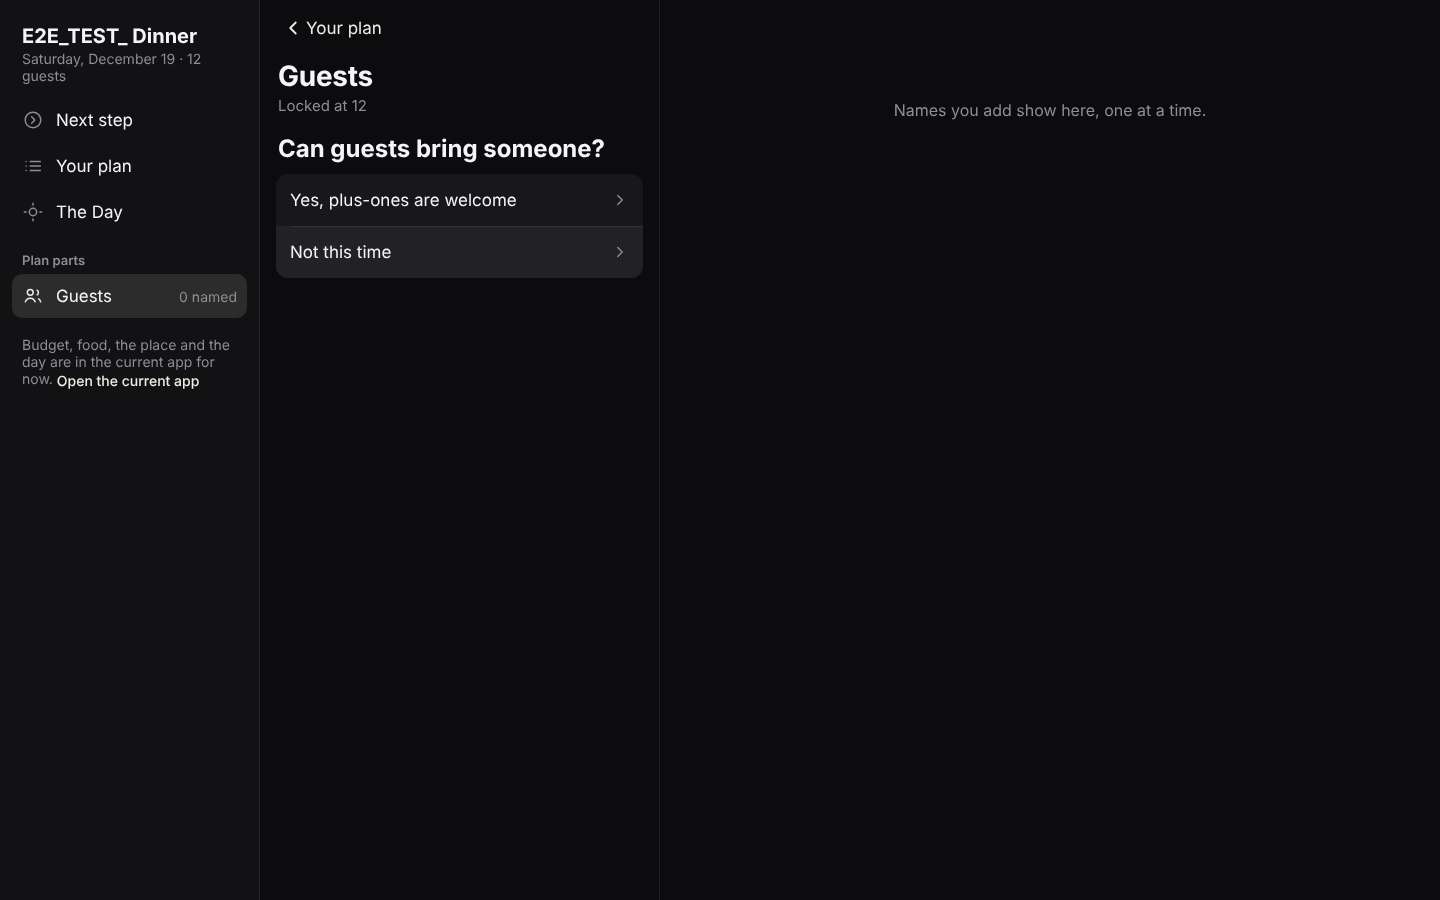 E2E_TEST_ Dinner
Saturday, December 19 · 12
guests
Next step
Your plan
The Day
Plan parts
Guests
0 named
Budget, food, the place and the
day are in the current app for
now. Open the current app
Your plan
Guests
Locked at 12
Can guests bring someone?
Yes, plus-ones are welcome
Not this time
Names you add show here, one at a time.